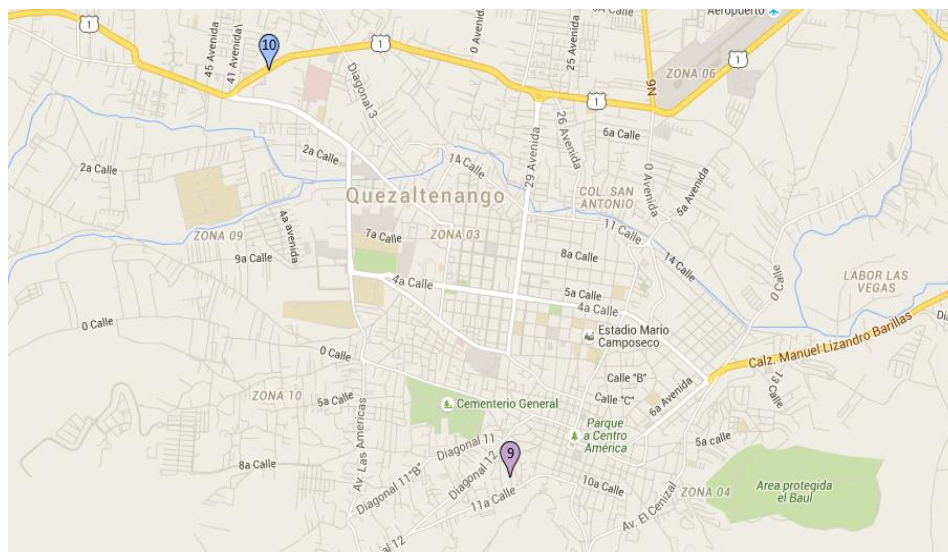 1
45 Avenida
41 Avenida
10
1
0 Avenida
25 Avenida
Aeropuerto
1
ZONA 06
9N
1
6a Calle
Diagonal 3
26 Avenida
29 Avenida
14 Calle
2a Calle
2a Calle
Quezaltenango
COL. SAN
ANTONIO
0 Avenida
5a Avenida
11 Calle
14 Calle
ZONA 09
4a avenida
7a Calle
ZONA 03
9a Calle
8a Calle
4a Calle
5a Calle
4a Calle
0 Calle
LABOR LAS
VEGAS
0 Calle
Estadio Mario
Camposeco
Calz. Manuel Lizandro Barillas
0 Calle
ZONA 10
5a Calle
Av. Las Americas
Cementerio General
Calle "B"
Calle "C"
6a Avenida
13 Calle
Parque
a Centro
América
5a calle
Diagonal 11
Diagonal 12
Diagonal 11"B"
9
8a Calle
11a Calle
10a Calle
Av. El Cenizal
ZONA 04
Area protegida
el Baul